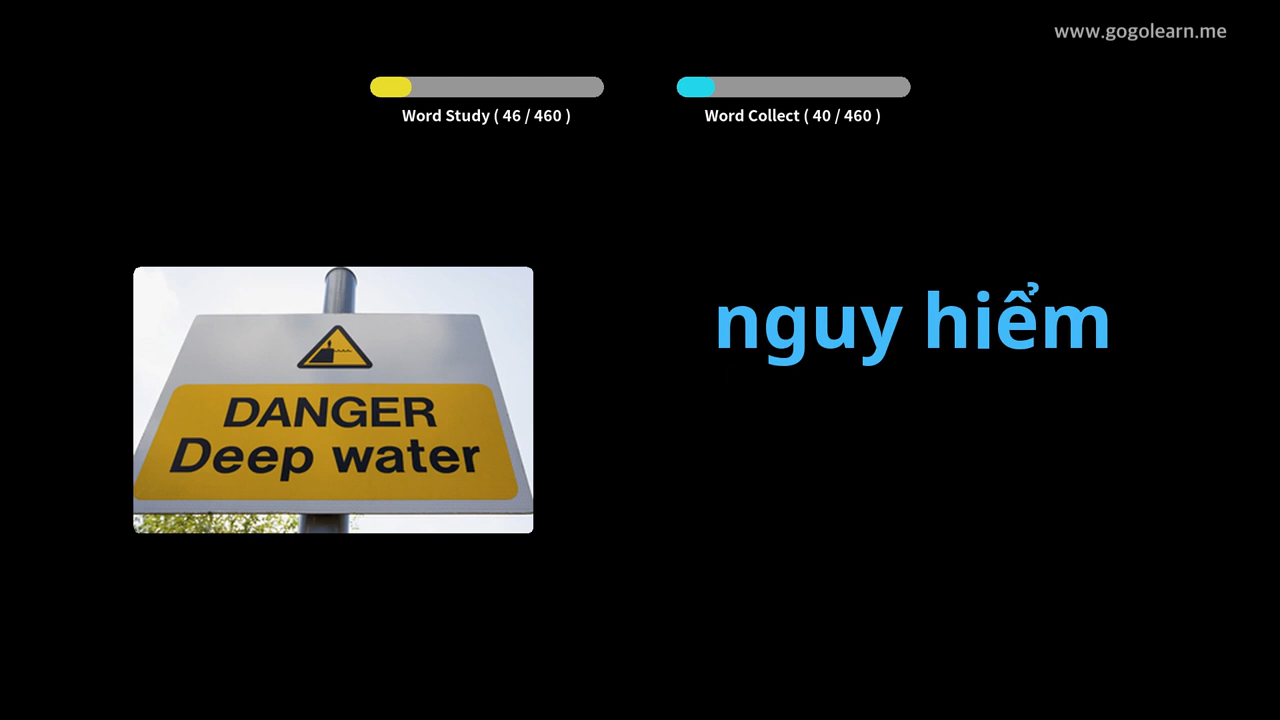 www.gogolearn.me
Word Study ( 46 / 460 )
Word Collect ( 40 / 460 )
DANGER
Deep water
nguy hiểm